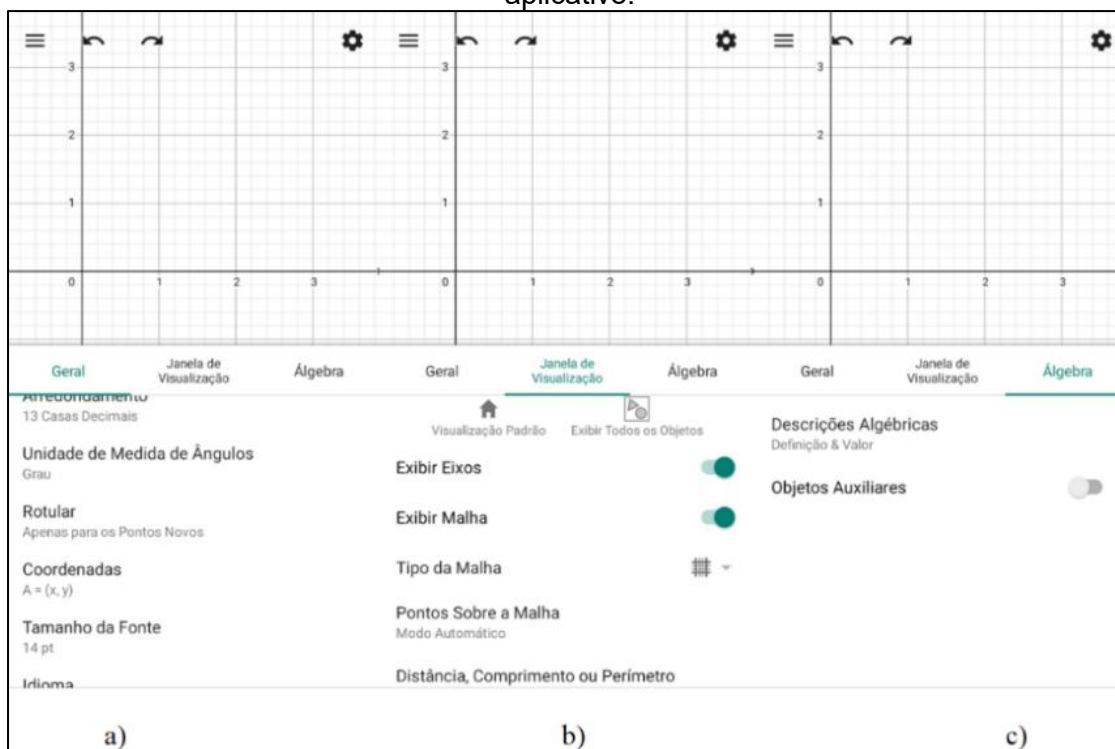 aplicativo.
3 3 3
2 2 2
1 1 1
0 1 2 3 0 1 2 3 0 1 2 3
Geral Janela de Visualização Álgebra
Arredondamento
13 Casas Decimais
Unidade de Medida de Ângulos
Grau
Rotular
Apenas para os Pontos Novos
Coordenadas
A = (x, y)
Tamanho da Fonte
14 pt
Idioma
a)
Geral Janela de Visualização Álgebra
Visualização Padrão Exibir Todos os Objetos
Exibir Eixos
Exibir Malha
Tipo da Malha
Pontos Sobre a Malha
Modo Automático
Distância, Comprimento ou Perímetro
b)
Geral Janela de Visualização Álgebra
Descrições Algébricas
Definição & Valor
Objetos Auxiliares
c)